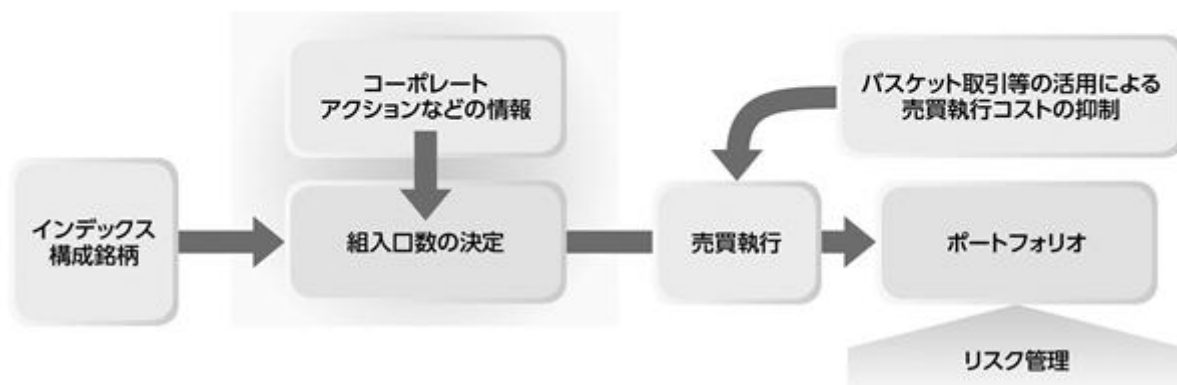 コーポレート
アクションなどの情報
バスケット取引等の活用による
売買執行コストの抑制
インデックス
構成銘柄
組入口数の決定
売買執行
ポートフォリオ
リスク管理